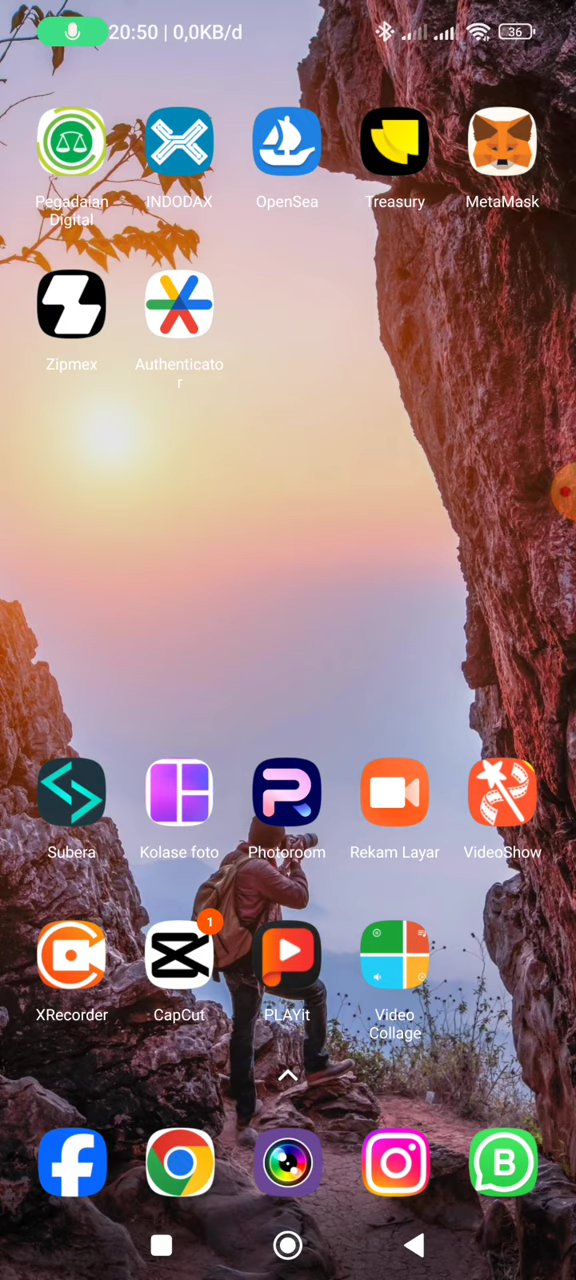 20:50 | 0,0KB/d
36
Pegadaian
Digital
INDODAX
OpenSea
Treasury
MetaMask
Zipmex
Authenticato
r
Subera
Kolase foto
Photoroom
Rekam Layar
VideoShow
1
XRecorder
CapCut
PLAYit
Video
Collage
B